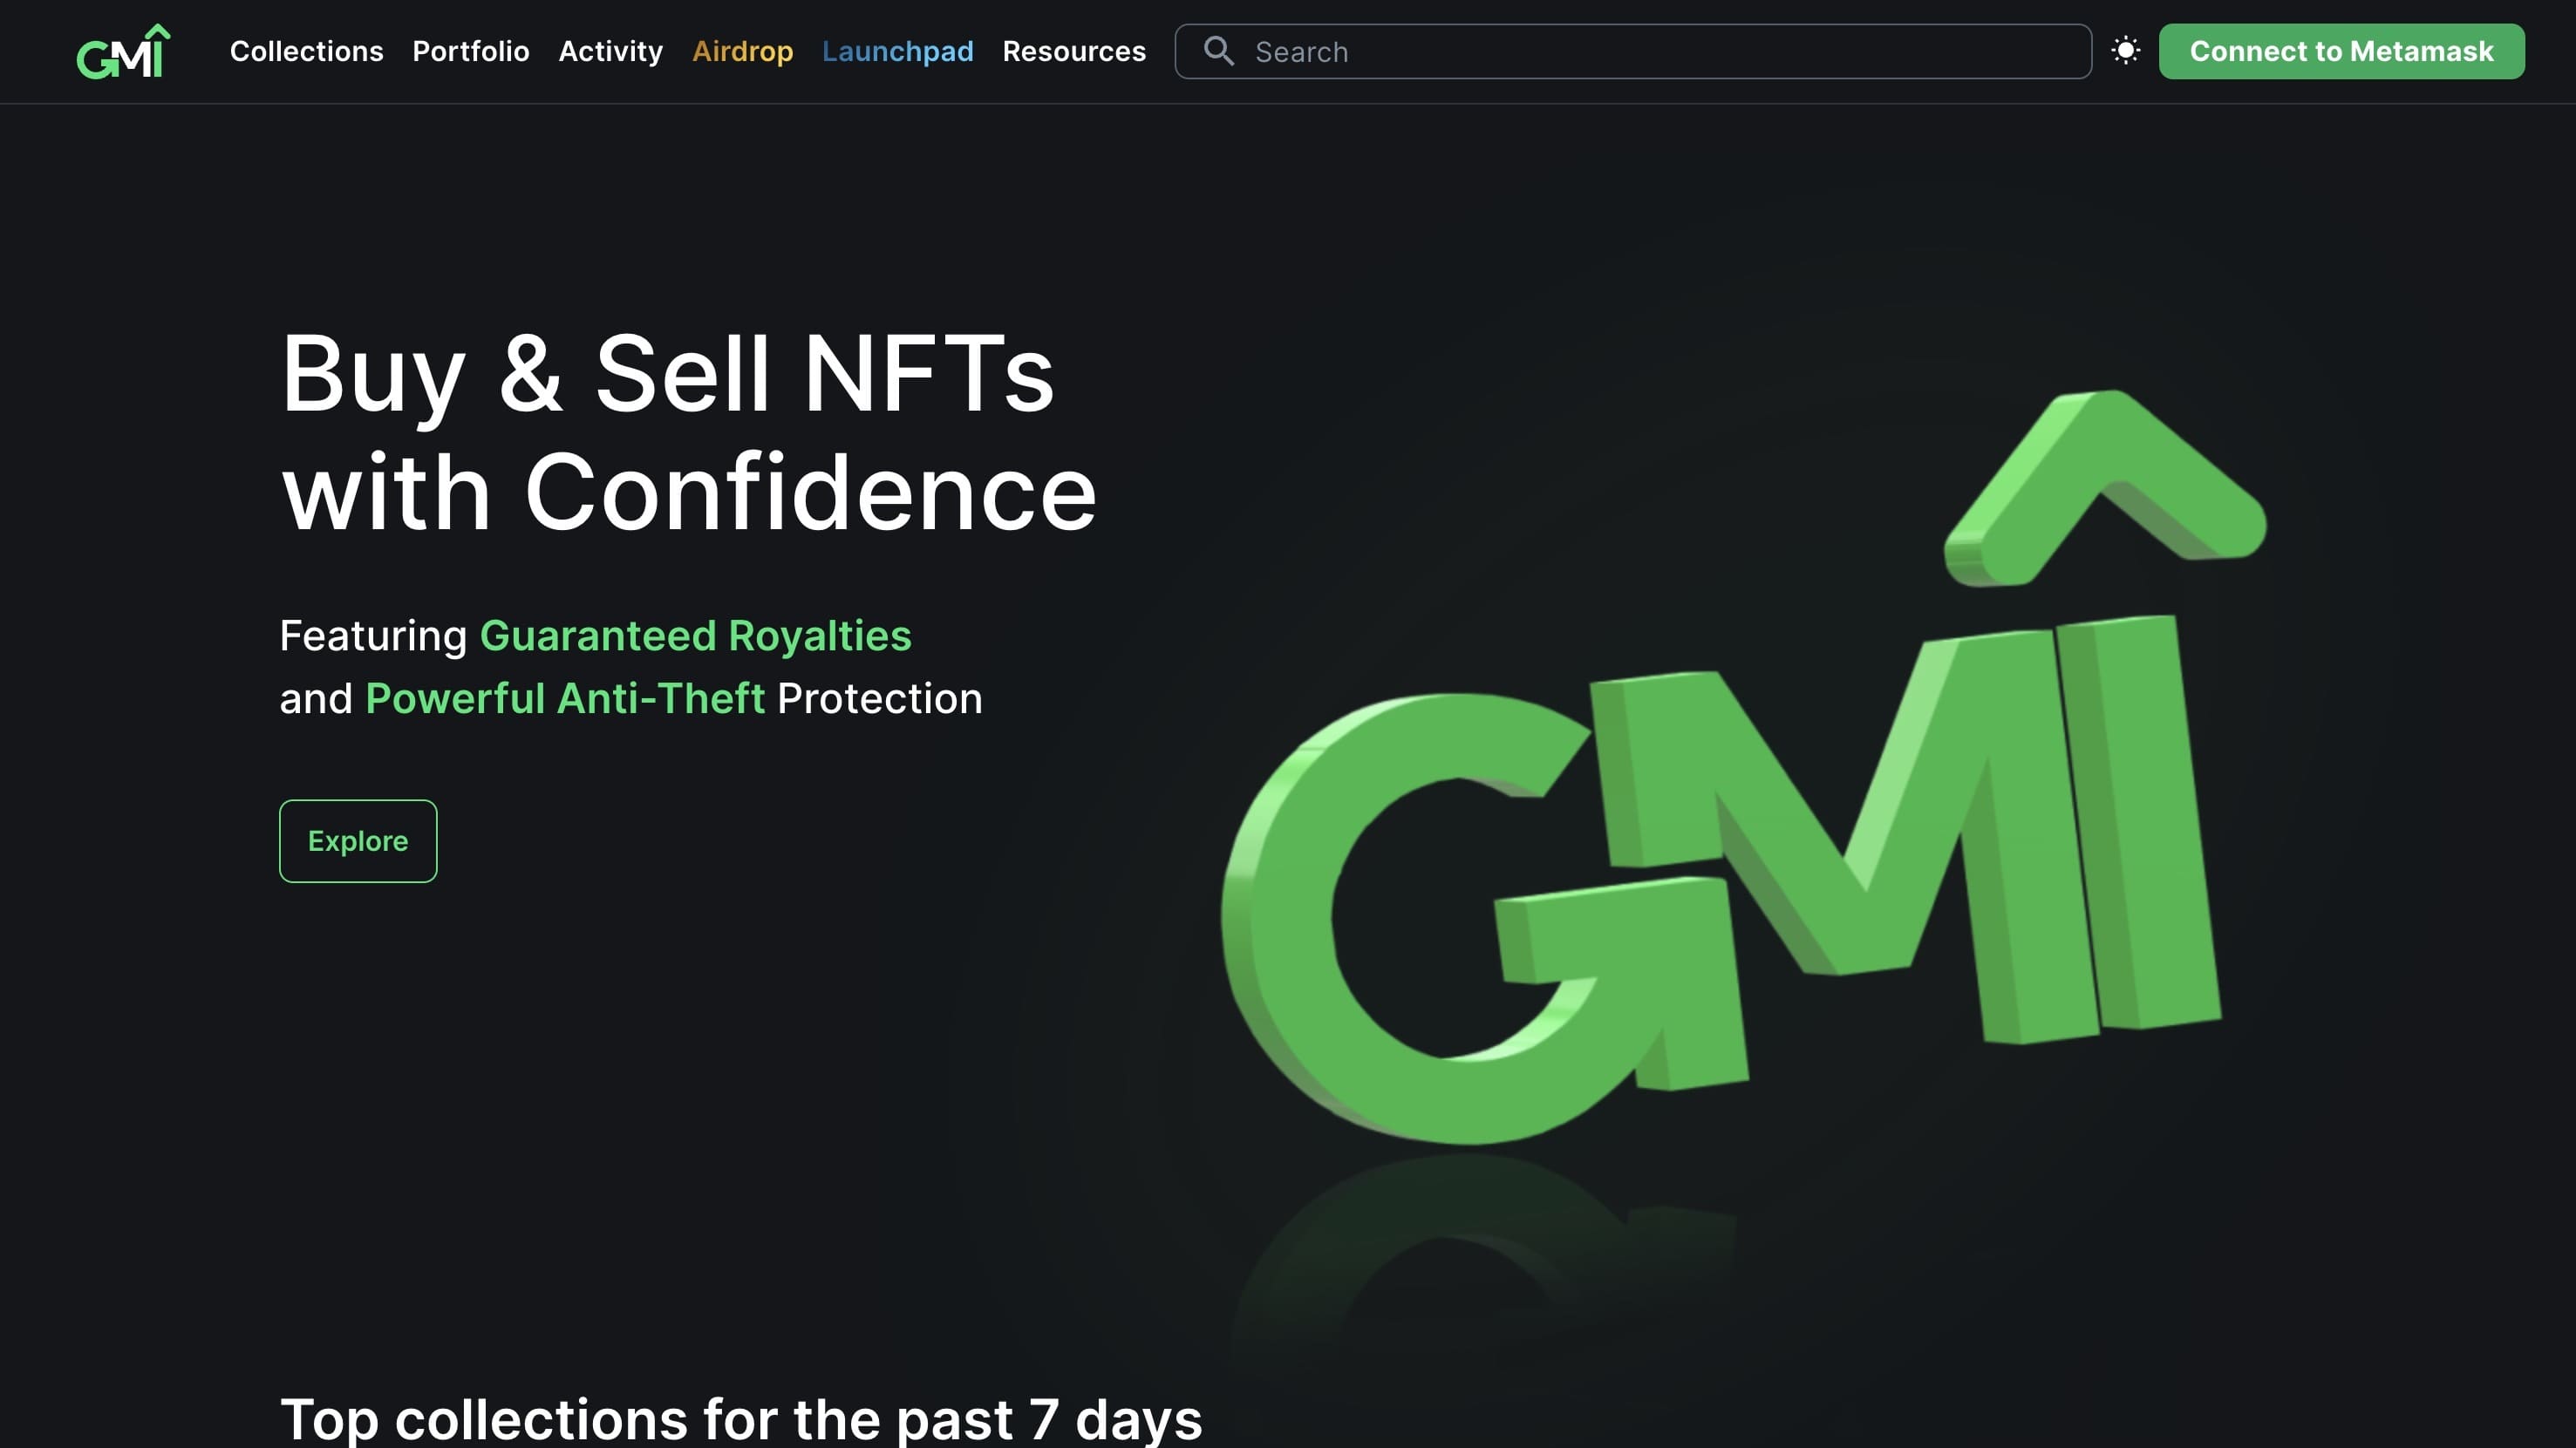 GMI
Collections Portfolio Activity Airdrop Launchpad Resources Search Connect to Metamask
Buy & Sell NFTs
with Confidence
Featuring Guaranteed Royalties
and Powerful Anti-Theft Protection
Explore
GMI
Top collections for the past 7 days